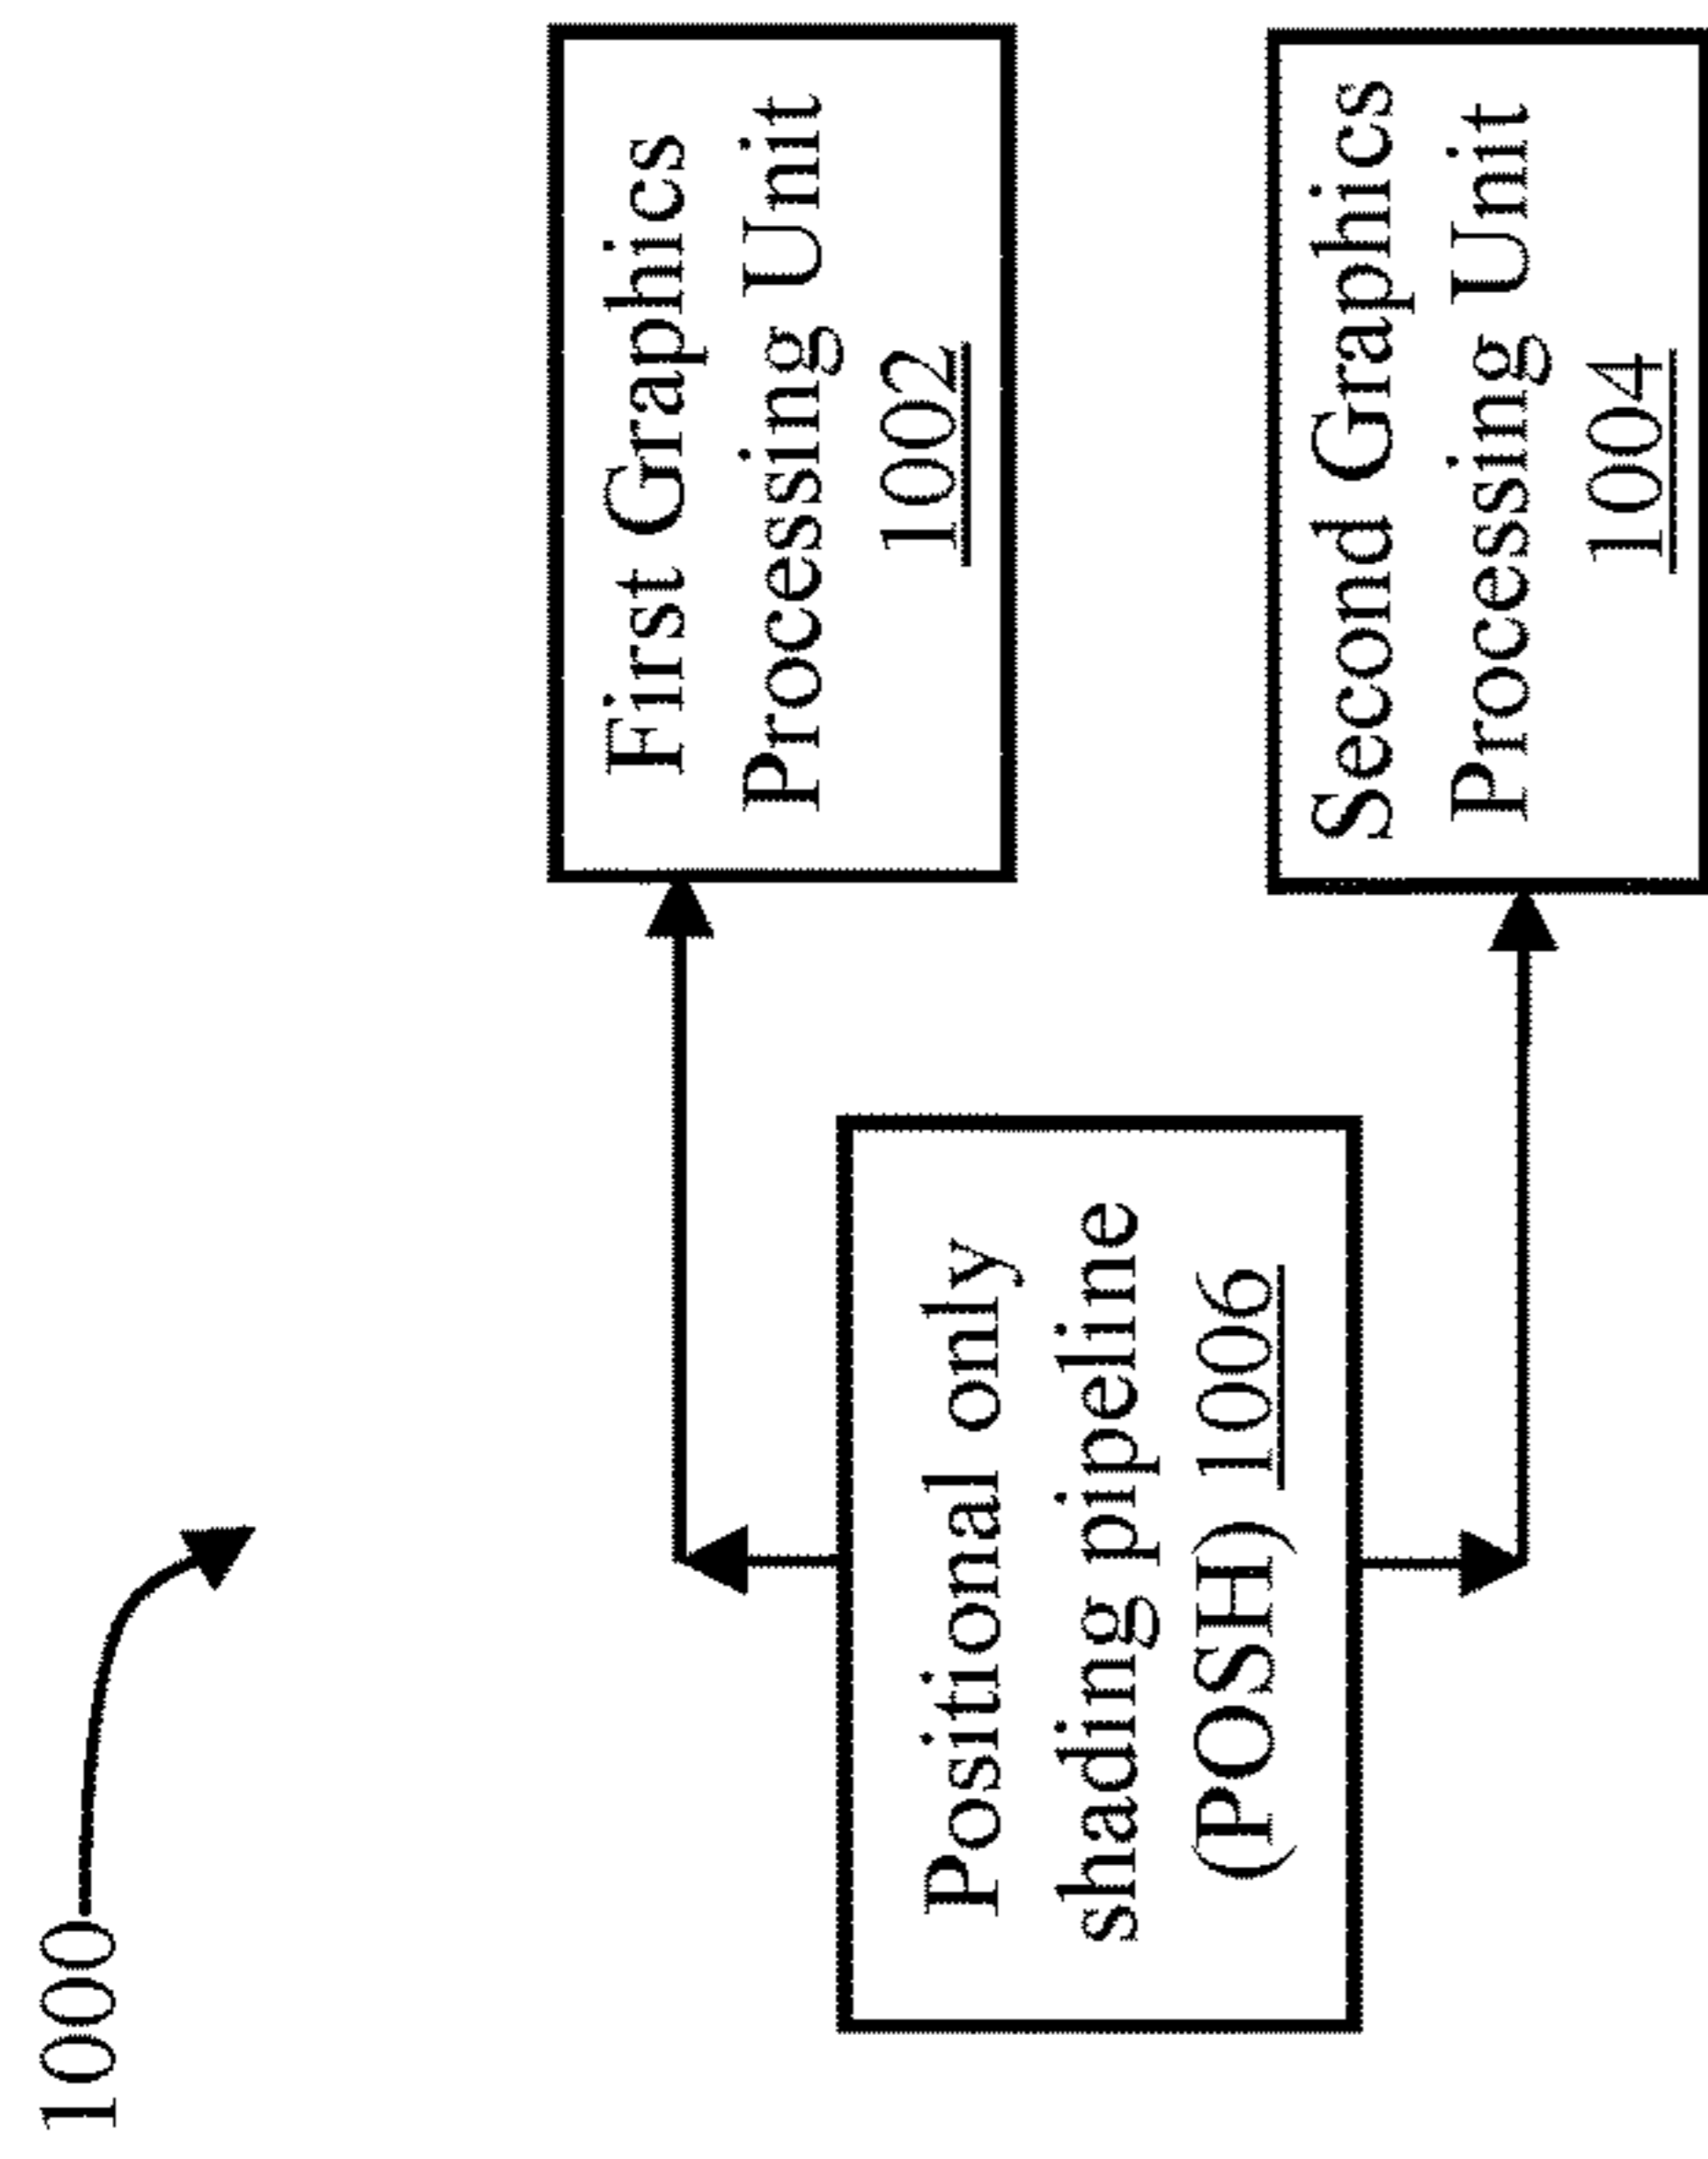 1000
First Graphics
Processing Unit
1002
Positional only
shading pipeline
(POSH) 1006
Second Graphics
Processing Unit
1004